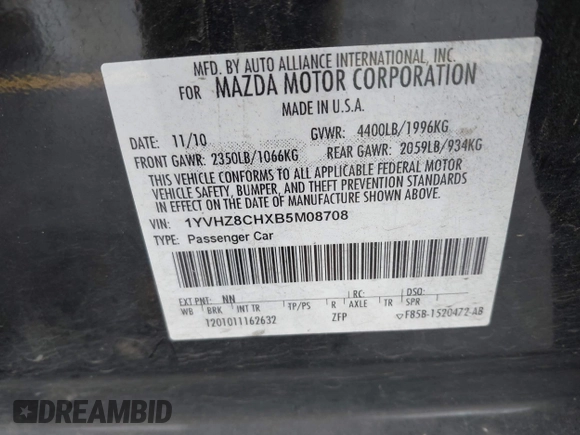 MFD. BY AUTO ALLIANCE INTERNATIONAL, INC.
FOR MAZDA MOTOR CORPORATION
MADE IN U.S.A.
DATE: 11/10 GVWR: 4400LB/1996KG
FRONT GAWR: 2350LB/1066KG REAR GAWR: 2059LB/934KG
THIS VEHICLE CONFORMS TO ALL APPLICABLE FEDERAL MOTOR
VEHICLE SAFETY, BUMPER, AND THEFT PREVENTION STANDARDS
IN EFFECT ON THE DATE OF MANUFACTURE SHOWN ABOVE.
VIN: 1YVHZ8CHXB5M08708
TYPE: Passenger Car
EXT PNT: NN RC: DSO:
WB BRK INT TR TP/PS R AXLE TR SPR
1201011162632 ZFP F85B-1520472-AB
DREAMBID